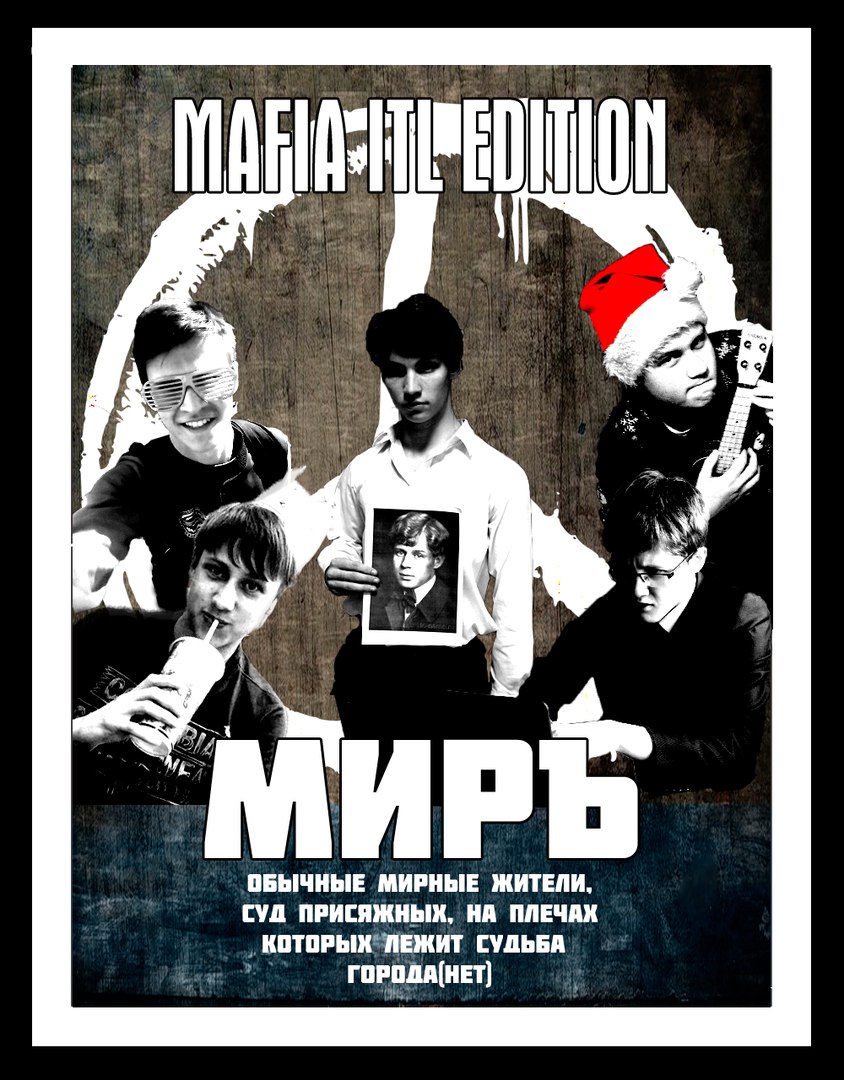 MAFIA ITL EDITION
МИРЪ
ОБЫЧНЫЕ МИРНЫЕ ЖИТЕЛИ,
СУД ПРИСЯЖНЫХ, НА ПЛЕЧАХ
КОТОРЫХ ЛЕЖИТ СУДЬБА
ГОРОДА(НЕТ)